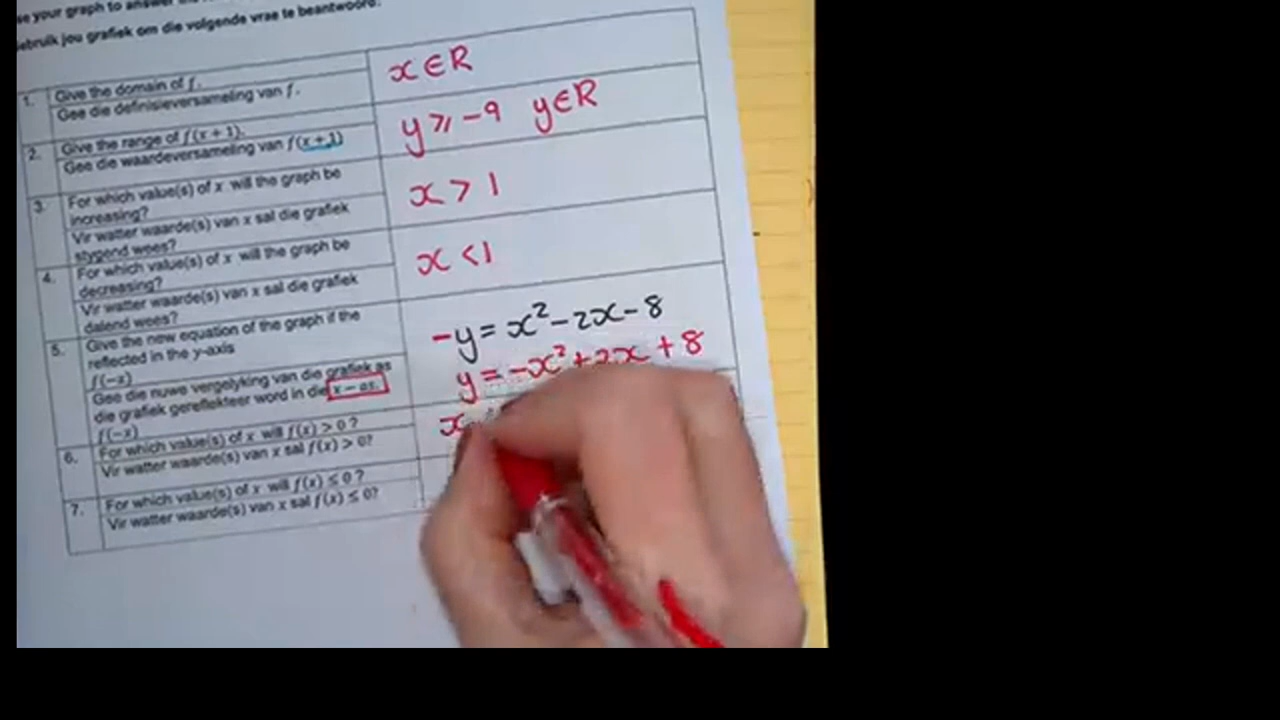 se your graph to answer the
Gebruik jou grafiek om die volgende vrae te beantwoord.
1. Give the domain of f.
Gee die definisieversameling van f.
x ∈ R
2. Give the range of f(x + 1).
Gee die waardeversameling van f(x + 1)
y ⩾ -9 y ∈ R
3. For which value(s) of x will the graph be
increasing?
Vir watter waarde(s) van x sal die grafiek
stygend wees?
x > 1
4. For which value(s) of x will the graph be
decreasing?
Vir watter waarde(s) van x sal die grafiek
dalend wees?
x < 1
5. Give the new equation of the graph if the
reflected in the y-axis
f(-x)
Gee die nuwe vergelyking van die grafiek as
die grafiek gereflekteer word in die x - as.
f(-x)
-y = x² - 2x - 8
y = -x² + 2x + 8
6. For which value(s) of x will f(x) > 0?
Vir watter waarde(s) van x sal f(x) > 0?
x
7. For which value(s) of x will f(x) ≤ 0?
Vir watter waarde(s) van x sal f(x) ≤ 0?